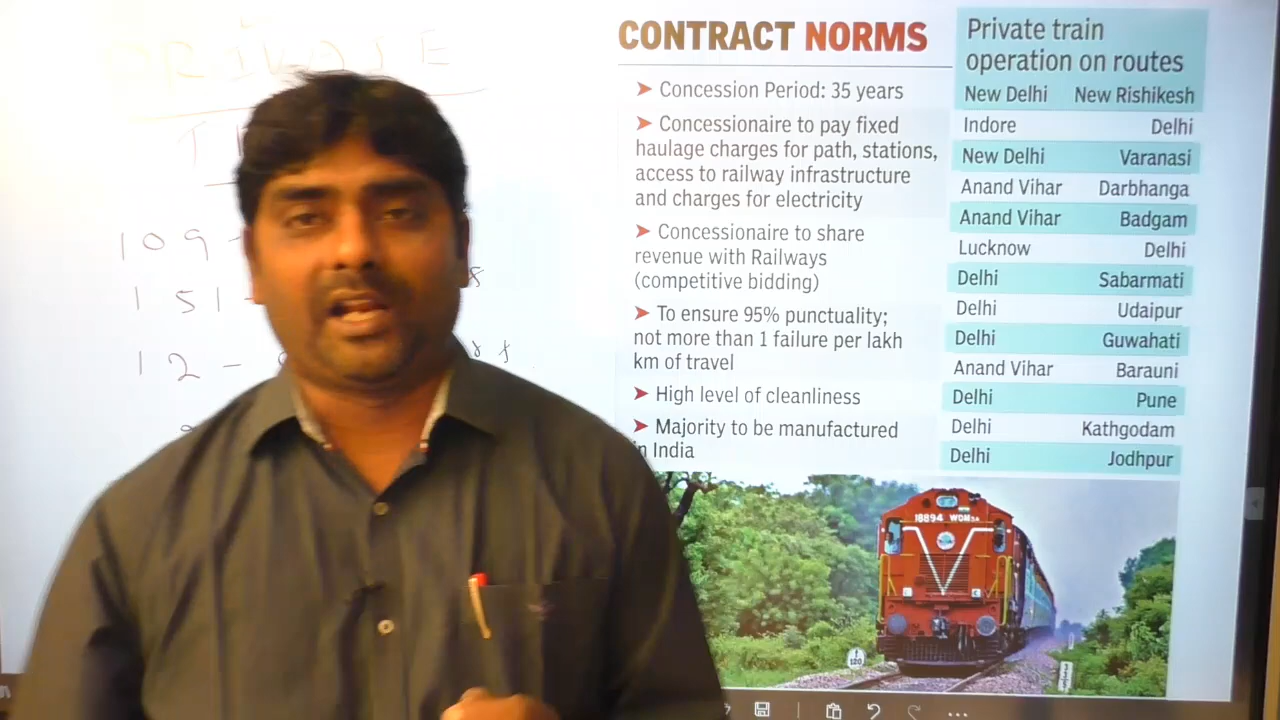 PRIVATE
T
109-
151-
12-
CONTRACT NORMS
➤ Concession Period: 35 years
➤ Concessionaire to pay fixed
haulage charges for path, stations,
access to railway infrastructure
and charges for electricity
➤ Concessionaire to share
revenue with Railways
(competitive bidding)
➤ To ensure 95% punctuality;
not more than 1 failure per lakh
km of travel
➤ High level of cleanliness
➤ Majority to be manufactured
in India
Private train
operation on routes
New Delhi New Rishikesh
Indore Delhi
New Delhi Varanasi
Anand Vihar Darbhanga
Anand Vihar Badgam
Lucknow Delhi
Delhi Sabarmati
Delhi Udaipur
Delhi Guwahati
Anand Vihar Barauni
Delhi Pune
Delhi Kathgodam
Delhi Jodhpur
18894 WDM3A
120